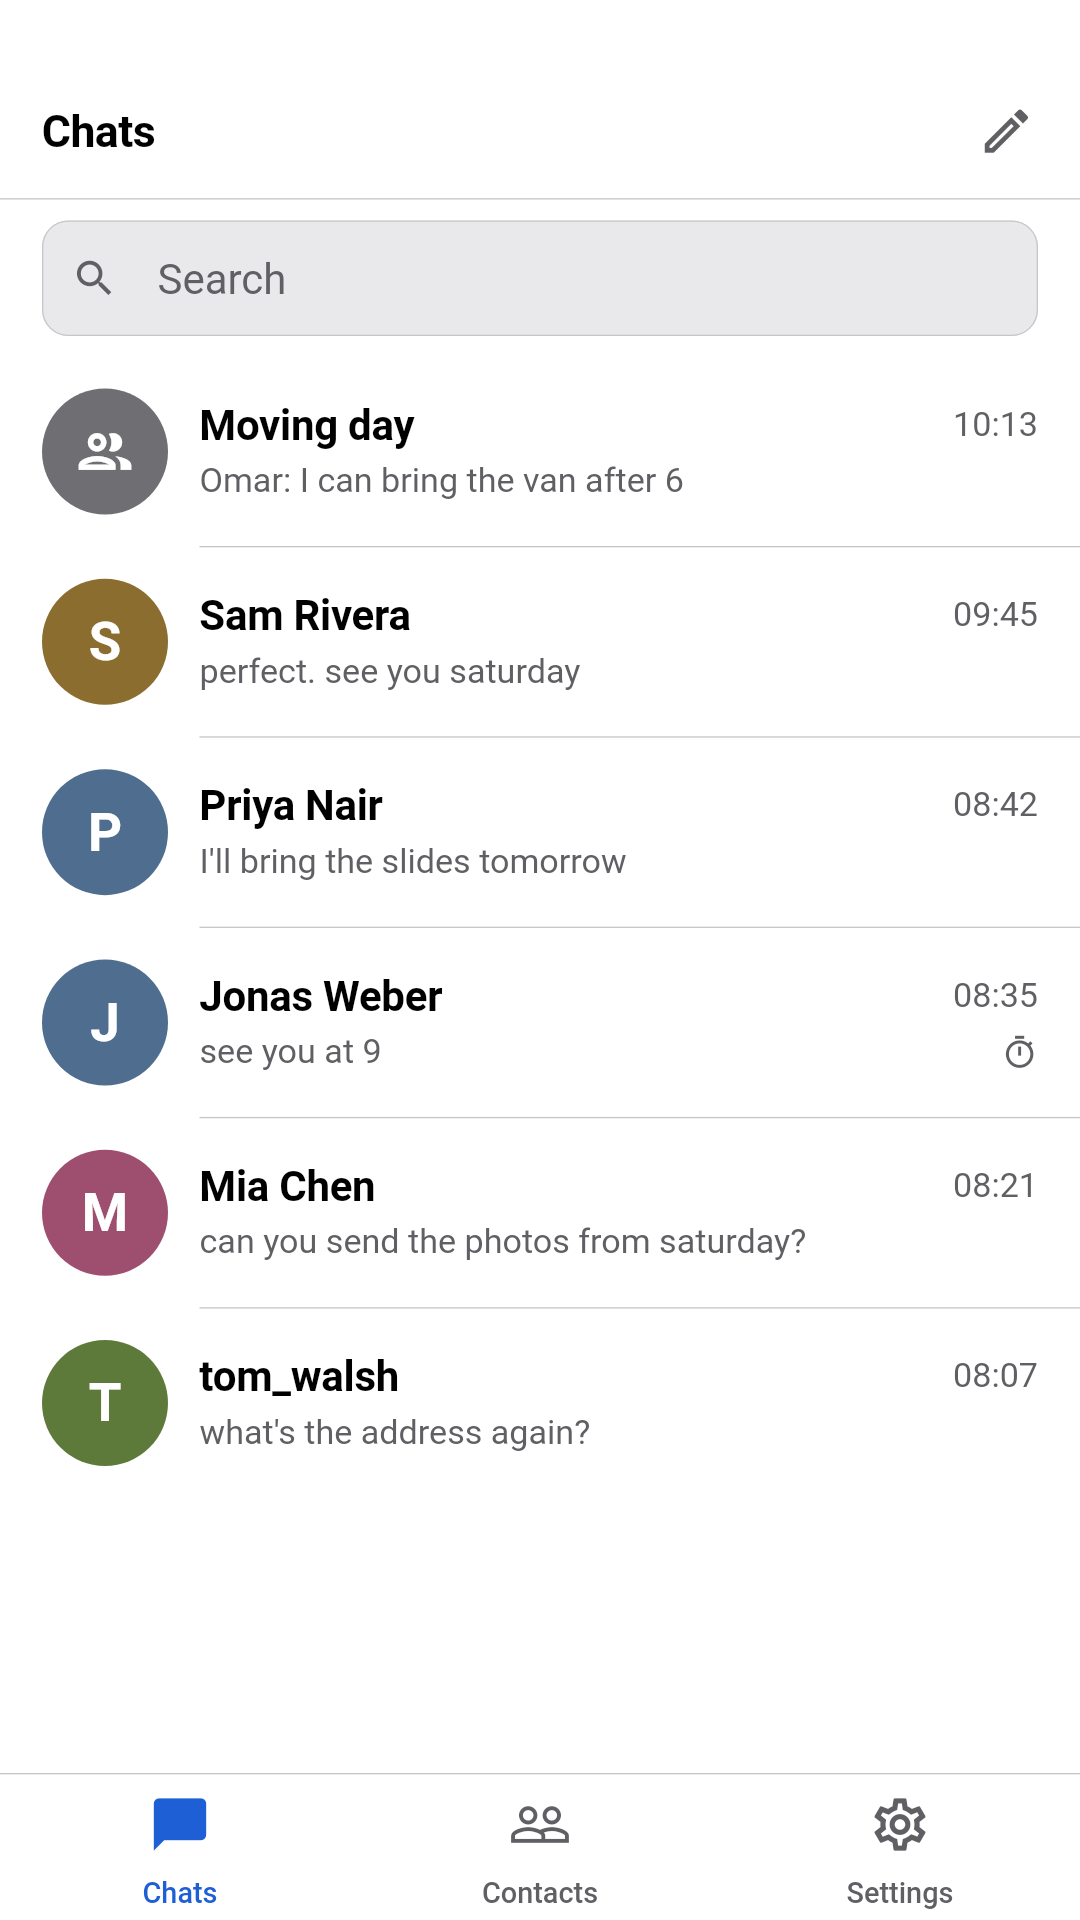 Chats
Search
Moving day
10:13
Omar: I can bring the van after 6
S
Sam Rivera
09:45
perfect. see you saturday
P
Priya Nair
08:42
I'll bring the slides tomorrow
J
Jonas Weber
08:35
see you at 9
M
Mia Chen
08:21
can you send the photos from saturday?
T
tom_walsh
08:07
what's the address again?
Chats
Contacts
Settings